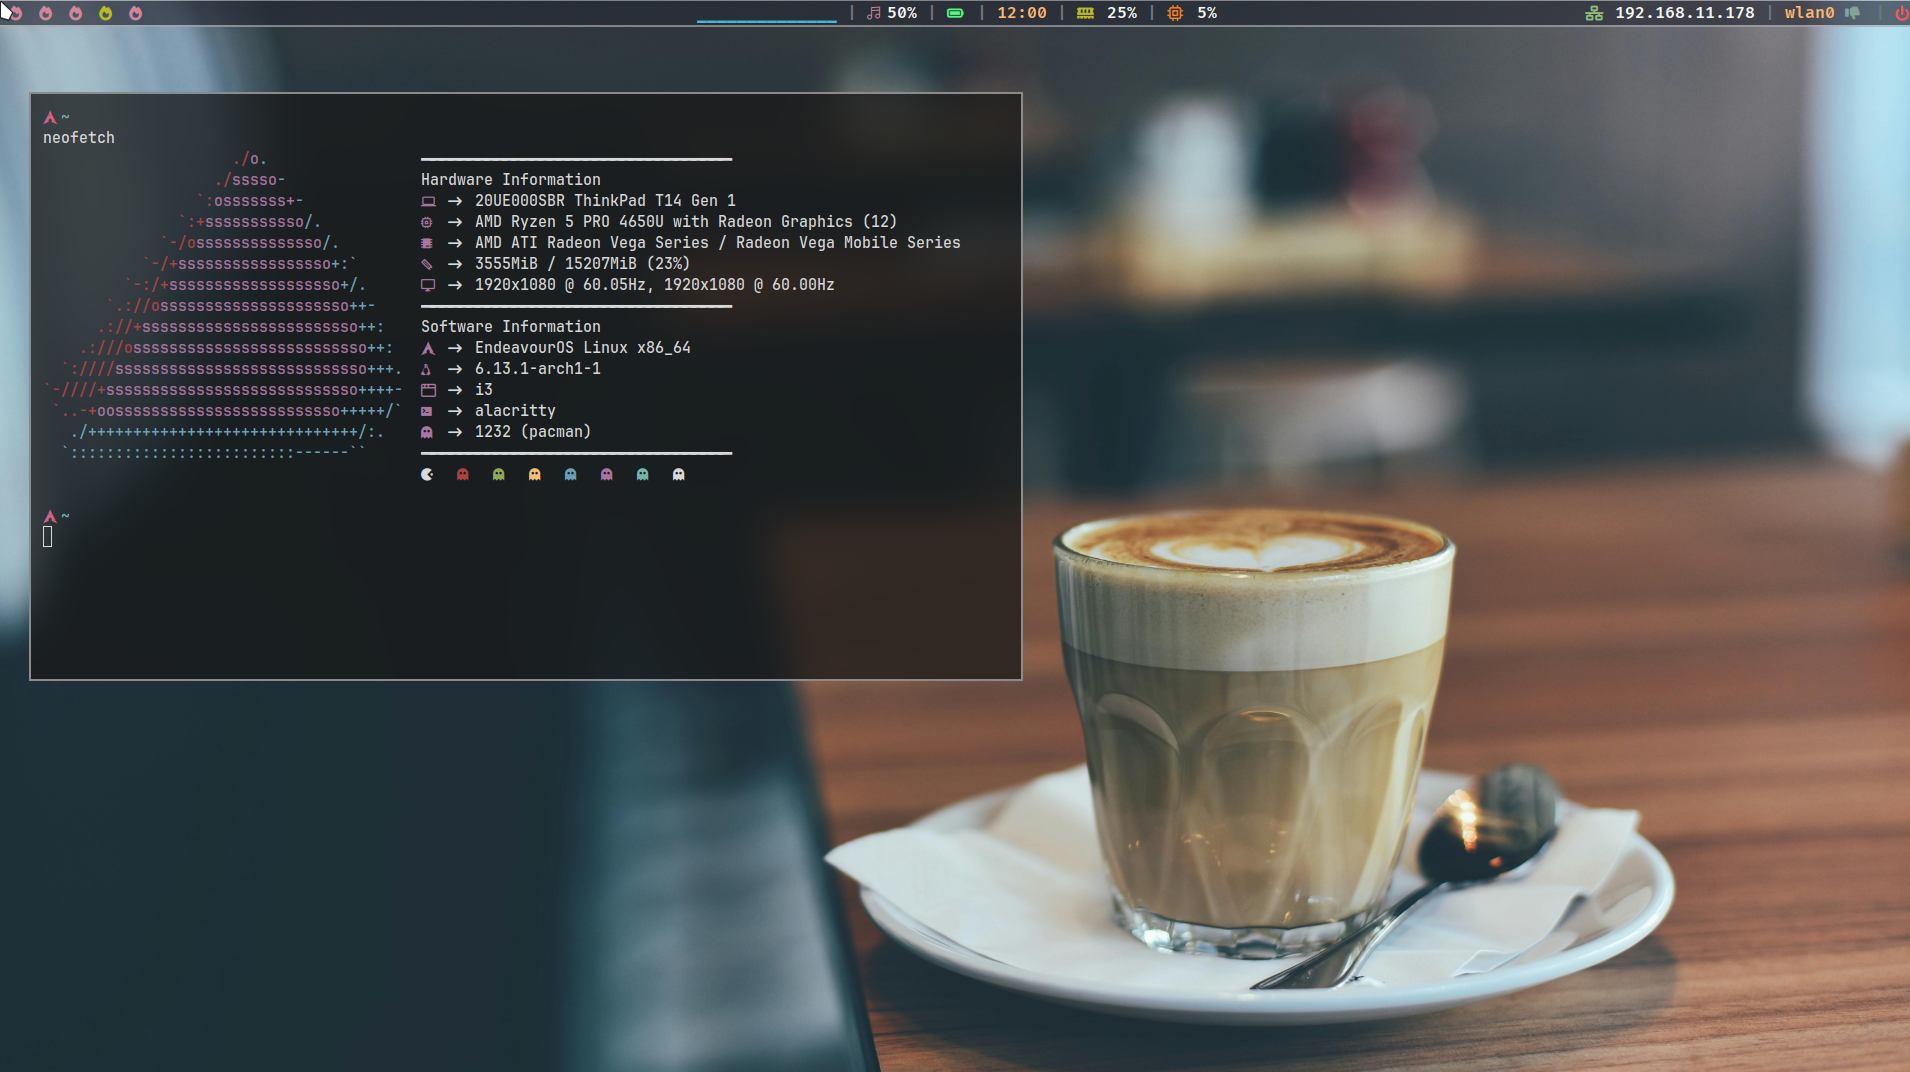 50% | | 12:00 | 25% | 5% 192.168.11.178 | wlan0 |
~
neofetch
./o.
./sssso-
`:osssssss+-
`:+sssssssssso/.
`-/ossssssssssssso/.
`-/+sssssssssssssssso+:`
`-:/+sssssssssssssssssso+/.
`.://osssssssssssssssssssso++-
.://+ssssssssssssssssssssssso++:
.:///ossssssssssssssssssssssssso++:
`:////ssssssssssssssssssssssssssso+++.
`-////+ssssssssssssssssssssssssssso++++-
`..-+oosssssssssssssssssssssssso+++++/`
./++++++++++++++++++++++++++++++/:.
`:::::::::::::::::::::::::------``
Hardware Information
→ 20UE000SBR ThinkPad T14 Gen 1
→ AMD Ryzen 5 PRO 4650U with Radeon Graphics (12)
→ AMD ATI Radeon Vega Series / Radeon Vega Mobile Series
→ 3555MiB / 15207MiB (23%)
→ 1920x1080 @ 60.05Hz, 1920x1080 @ 60.00Hz
Software Information
→ EndeavourOS Linux x86_64
→ 6.13.1-arch1-1
→ i3
→ alacritty
→ 1232 (pacman)
~